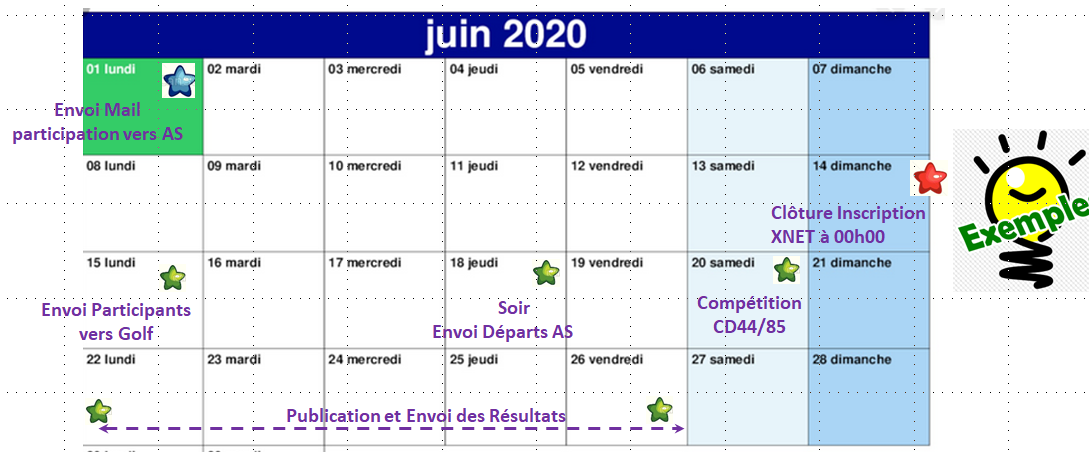 juin 2020
01 lundi
02 mardi
03 mercredi
04 jeudi
05 vendredi
06 samedi
07 dimanche
Envoi Mail
participation vers AS
08 lundi
09 mardi
10 mercredi
11 jeudi
12 vendredi
13 samedi
14 dimanche
Clôture Inscription
XNET à 00h00
Exemple
15 lundi
16 mardi
17 mercredi
18 jeudi
19 vendredi
20 samedi
21 dimanche
Envoi Participants
vers Golf
Soir
Envoi Départs AS
Compétition
CD44/85
22 lundi
23 mardi
24 mercredi
25 jeudi
26 vendredi
27 samedi
28 dimanche
Publication et Envoi des Résultats